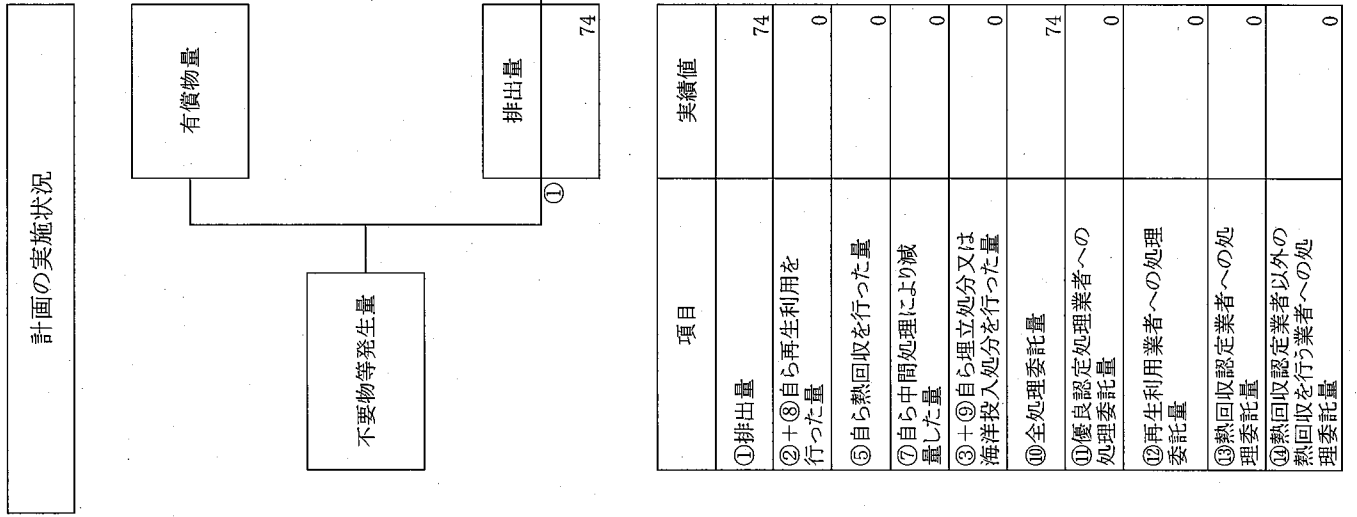 計画の実施状況
有償物量
不要物等発生量
①
排出量
74
項目
実績値
①排出量
74
②+⑧自ら再生利用を
行った量
0
⑤自ら熱回収を行った量
0
⑦自ら中間処理により減
量した量
0
③+⑨自ら埋立処分又は
海洋投入処分を行った量
0
⑩全処理委託量
74
⑪優良認定処理業者への
処理委託量
0
⑫再生利用業者への処理
委託量
0
⑬熱回収認定業者への処
理委託量
0
⑭熱回収認定業者以外の
熱回収を行う業者への処
理委託量
0